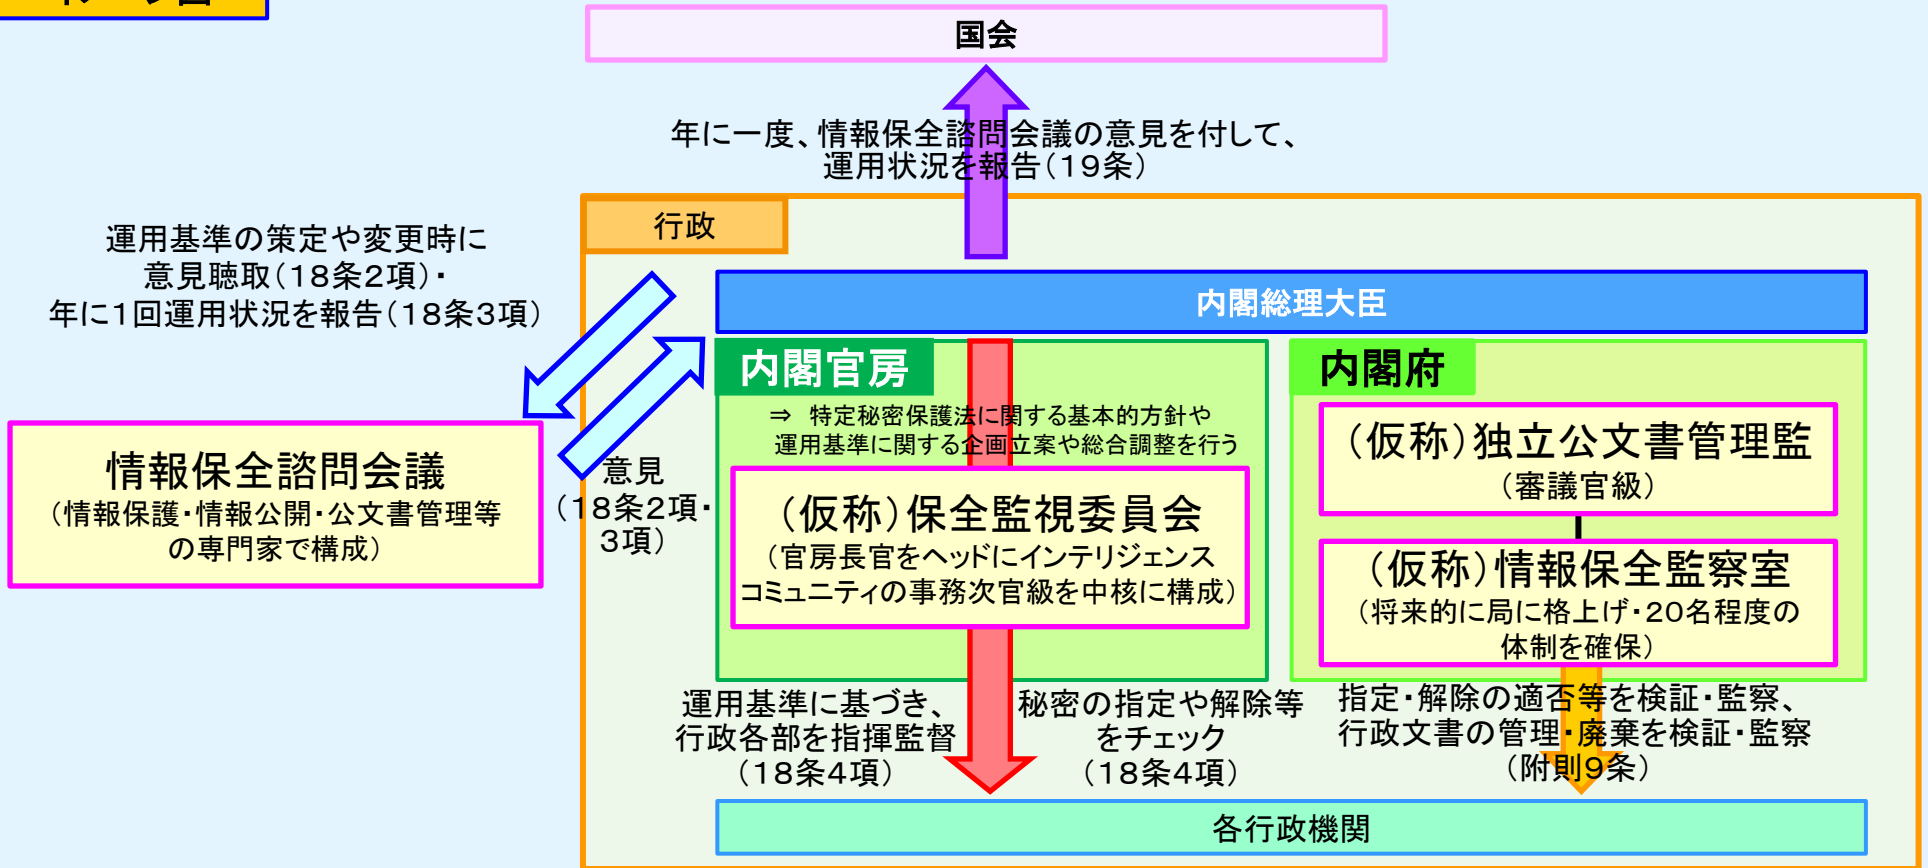 国会
年に一度、情報保全諮問会議の意見を付して、
運用状況を報告（１９条）
行政
運用基準の策定や変更時に
意見聴取（１８条２項）・
年に１回運用状況を報告（１８条３項）
内閣総理大臣
内閣官房
⇒　特定秘密保護法に関する基本的方針や
運用基準に関する企画立案や総合調整を行う
内閣府
（仮称）独立公文書管理監
（審議官級）
情報保全諮問会議
（情報保護・情報公開・公文書管理等
の専門家で構成）
意見
（１８条２項・
３項）
（仮称）保全監視委員会
（官房長官をヘッドにインテリジェンス
コミュニティの事務次官級を中核に構成）
（仮称）情報保全監察室
（将来的に局に格上げ・２０名程度の
体制を確保）
運用基準に基づき、
行政各部を指揮監督
（１８条４項）
秘密の指定や解除等
をチェック
（１８条４項）
指定・解除の適否等を検証・監察、
行政文書の管理・廃棄を検証・監察
（附則９条）
各行政機関